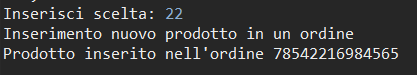 Inserisci scelta: 22
Inserimento nuovo prodotto in un ordine
Prodotto inserito nell'ordine 78542216984565